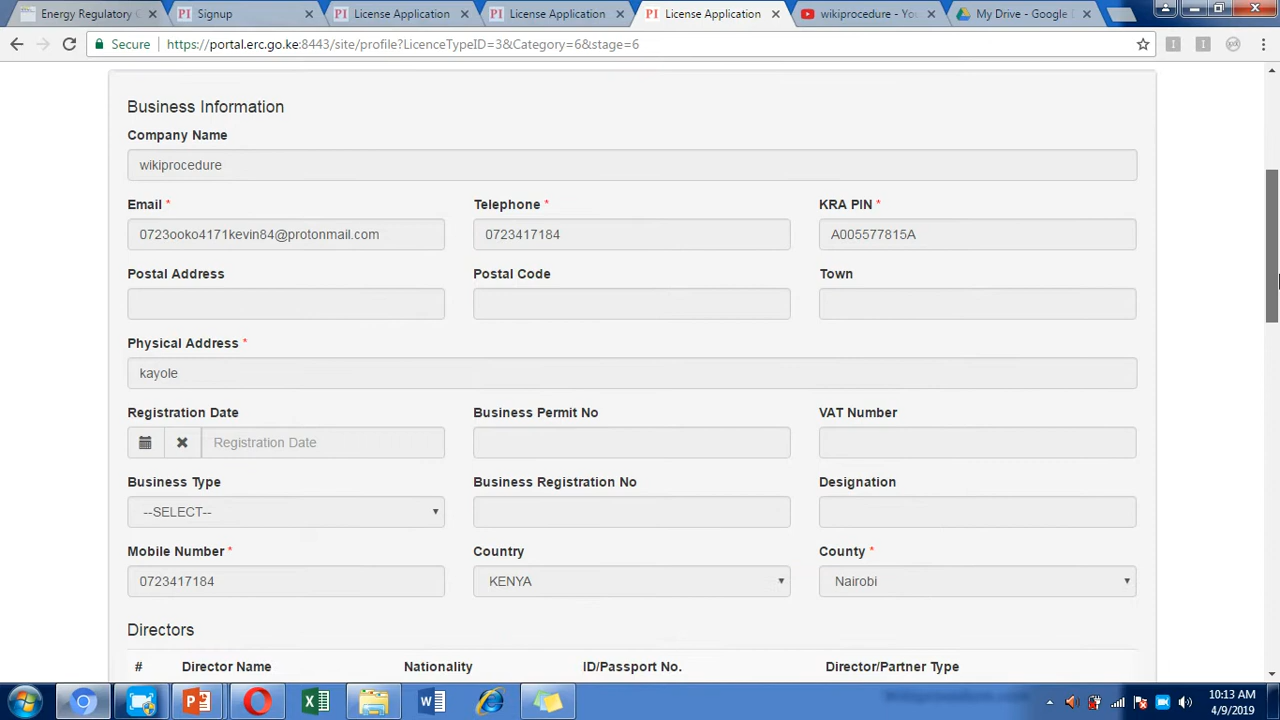 Energy Regulatory C
Signup
License Application
License Application
License Application
wikiprocedure - Yo
My Drive - Google
Secure
https://portal.erc.go.ke:8443/site/profile?LicenceTypeID=3&Category=6&stage=6
Business Information
Company Name
wikiprocedure
Email * Telephone * KRA PIN *
0723ooko4171kevin84@protonmail.com 0723417184 A005577815A
Postal Address Postal Code Town
Physical Address *
kayole
Registration Date Business Permit No VAT Number
Registration Date
Business Type Business Registration No Designation
--SELECT--
Mobile Number * Country County *
0723417184 KENYA Nairobi
Directors
# Director Name Nationality ID/Passport No. Director/Partner Type
10:13 AM
4/9/2019